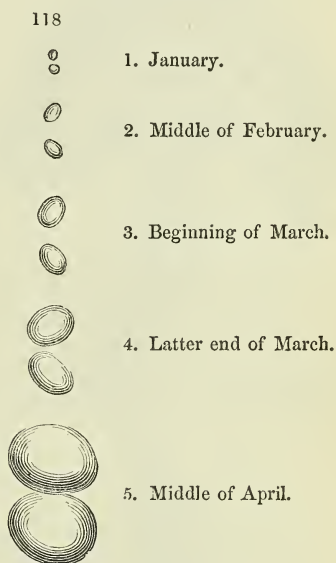 118
1. January.
2. Middle of February.
3. Beginning of March.
4. Latter end of March.
5. Middle of April.